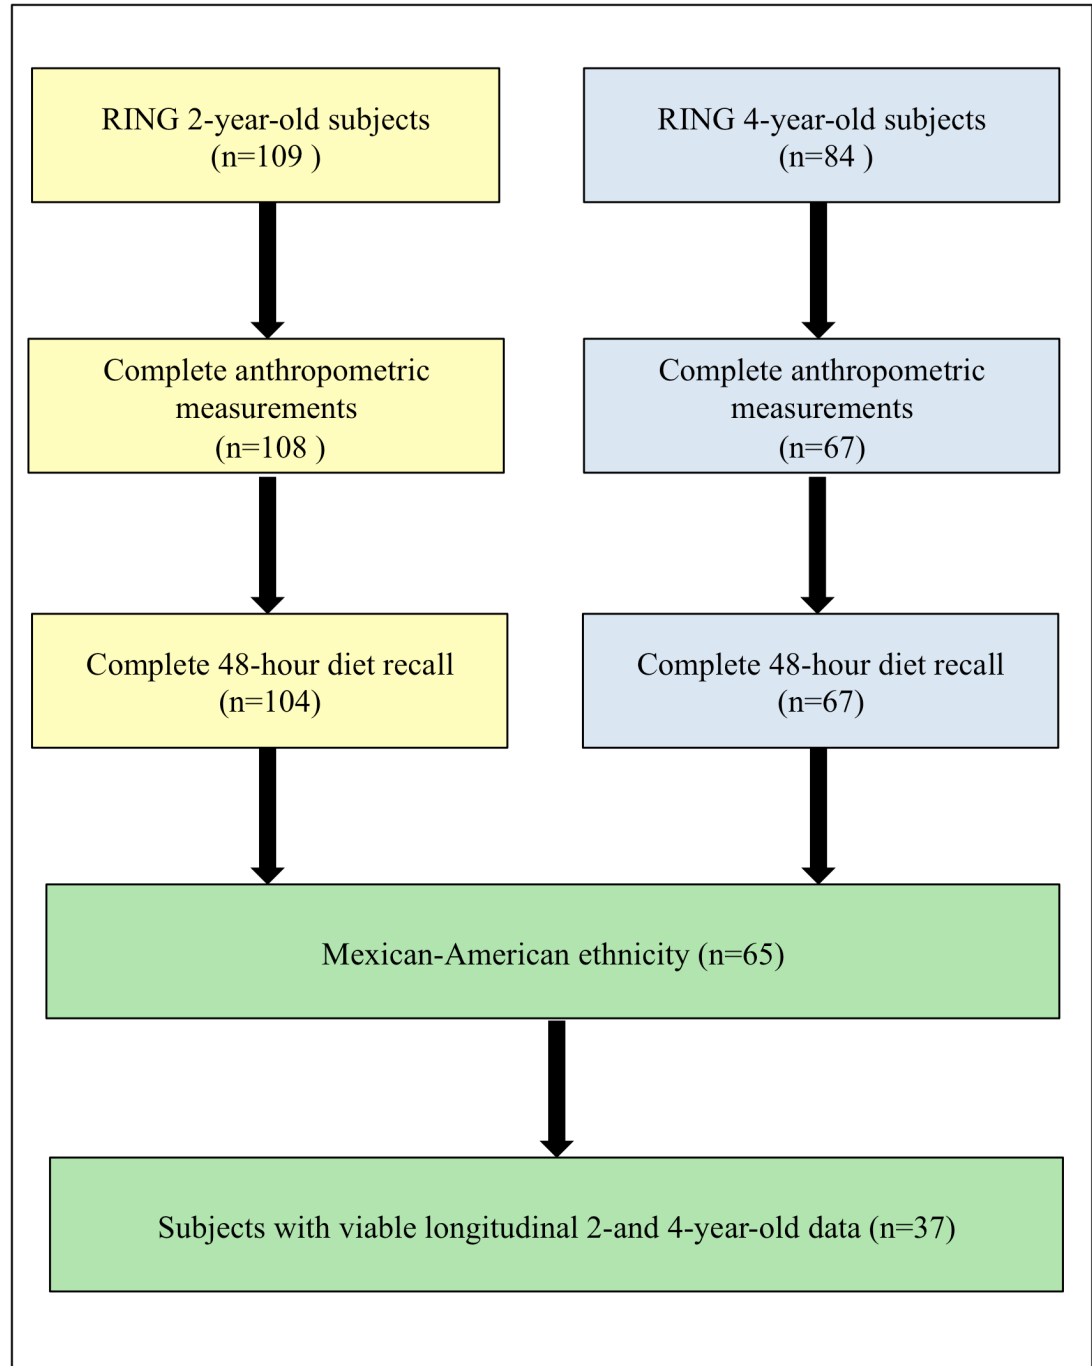 RING 2-year-old subjects
(n=109 )
RING 4-year-old subjects
(n=84 )
Complete anthropometric
measurements
(n=108 )
Complete anthropometric
measurements
(n=67)
Complete 48-hour diet recall
(n=104)
Complete 48-hour diet recall
(n=67)
Mexican-American ethnicity (n=65)
Subjects with viable longitudinal 2-and 4-year-old data (n=37)